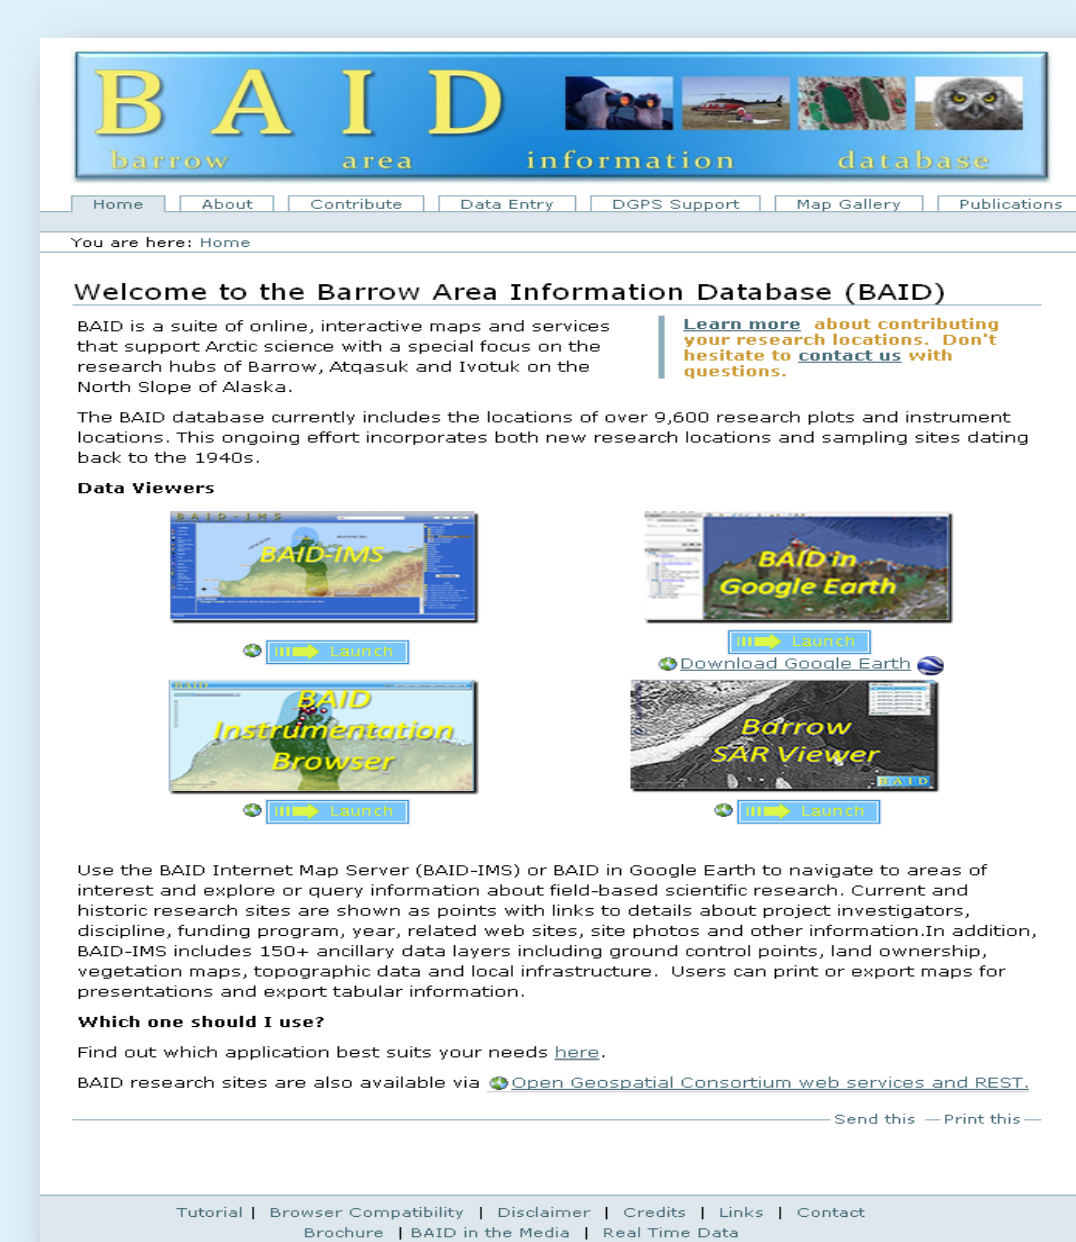 B A I D
barrow area information database
Home About Contribute Data Entry DGPS Support Map Gallery Publications
You are here: Home
Welcome to the Barrow Area Information Database (BAID)
BAID is a suite of online, interactive maps and services
that support Arctic science with a special focus on the
research hubs of Barrow, Atqasuk and Ivotuk on the
North Slope of Alaska.
Learn more about contributing
your research locations. Don't
hesitate to contact us with
questions.
The BAID database currently includes the locations of over 9,600 research plots and instrument
locations. This ongoing effort incorporates both new research locations and sampling sites dating
back to the 1940s.
Data Viewers
BAID-IMS
BAID-IMS
Launch
BAID in
Google Earth
Launch
Download Google Earth
BAID
BAID
Instrumentation
Browser
Launch
Barrow
SAR Viewer
BAID
Launch
Use the BAID Internet Map Server (BAID-IMS) or BAID in Google Earth to navigate to areas of
interest and explore or query information about field-based scientific research. Current and
historic research sites are shown as points with links to details about project investigators,
discipline, funding program, year, related web sites, site photos and other information.In addition,
BAID-IMS includes 150+ ancillary data layers including ground control points, land ownership,
vegetation maps, topographic data and local infrastructure. Users can print or export maps for
presentations and export tabular information.
Which one should I use?
Find out which application best suits your needs here.
BAID research sites are also available via Open Geospatial Consortium web services and REST.
Send this Print this
Tutorial | Browser Compatibility | Disclaimer | Credits | Links | Contact
Brochure | BAID in the Media | Real Time Data